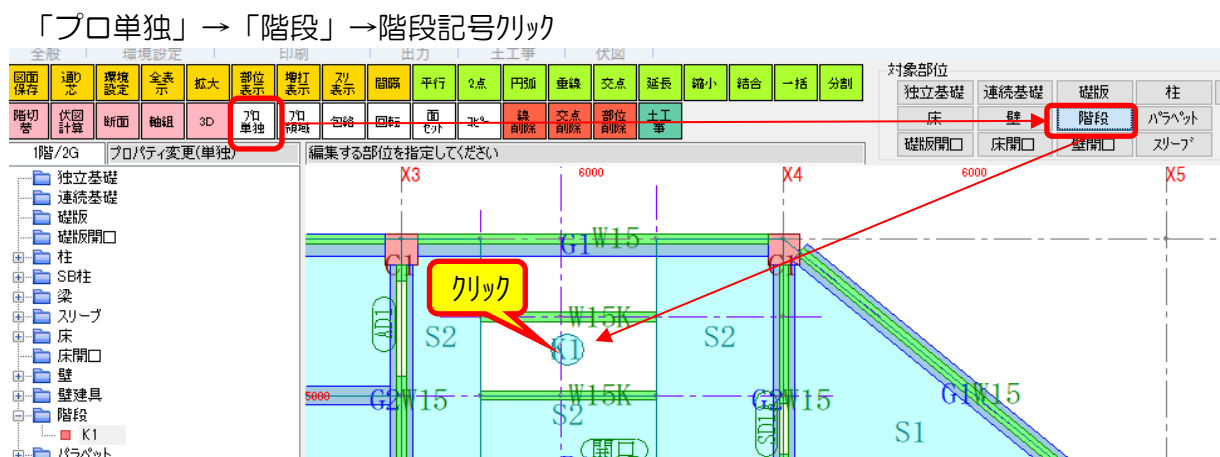 「プロ単独」→「階段」→階段記号クリック
全般 環境設定 印刷 出力 土工事 伏図
図面保存 通り芯 環境設定 全表示 拡大 部位表示 増打表示 スリ表示 間隔 平行 2点 円弧 垂線 交点 延長 縮小 結合 一括 分割
階切替 伏図計算 断面 軸組 3D プロ単独 プロ領域 包絡 回転 面セット コピー 線削除 交点削除 部位削除 土工事
対象部位
独立基礎 連続基礎 礎版 柱
床 壁 階段 パラペット
礎版開口 床開口 壁開口 スリーブ
1階/2G プロパティ変更(単独) 編集する部位を指定してください
独立基礎
連続基礎
礎版
礎版開口
柱
SB柱
梁
スリーブ
床
床開口
壁
壁建具
階段
K1
パラペット
X3 6000 X4 6000 X5
G1 W15
C1 C1
クリック
W15K
AD1 S2 K1 S2
5000 G2 W15 W15K G2 W15 G1 W15
S2 SD1 S1
開口